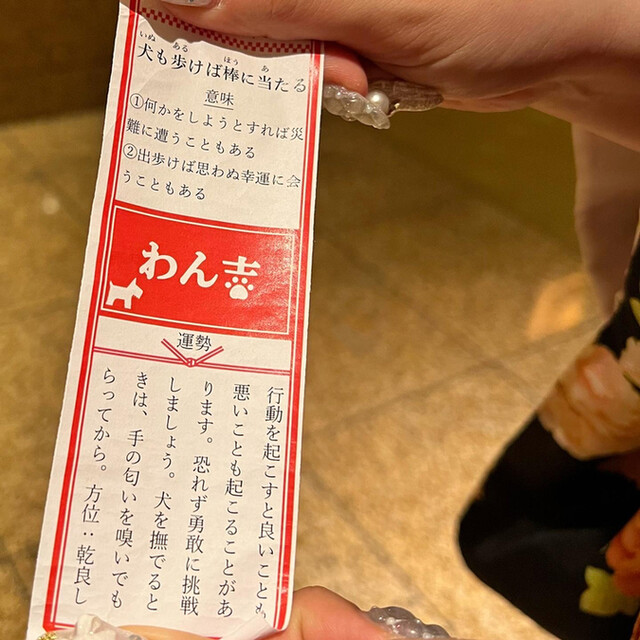 いぬ ある ぼう あ
犬も歩けば棒に当たる
意味
①何かをしようとすれば災
難に遭うこともある
②出歩けば思わぬ幸運に会
うこともある
わん吉
運勢
行動を起こすと良いことも
悪いことも起こることがあ
ります。恐れず勇敢に挑戦
しましょう。犬を撫でると
きは、手の匂いを嗅いでも
らってから。方位：乾良し